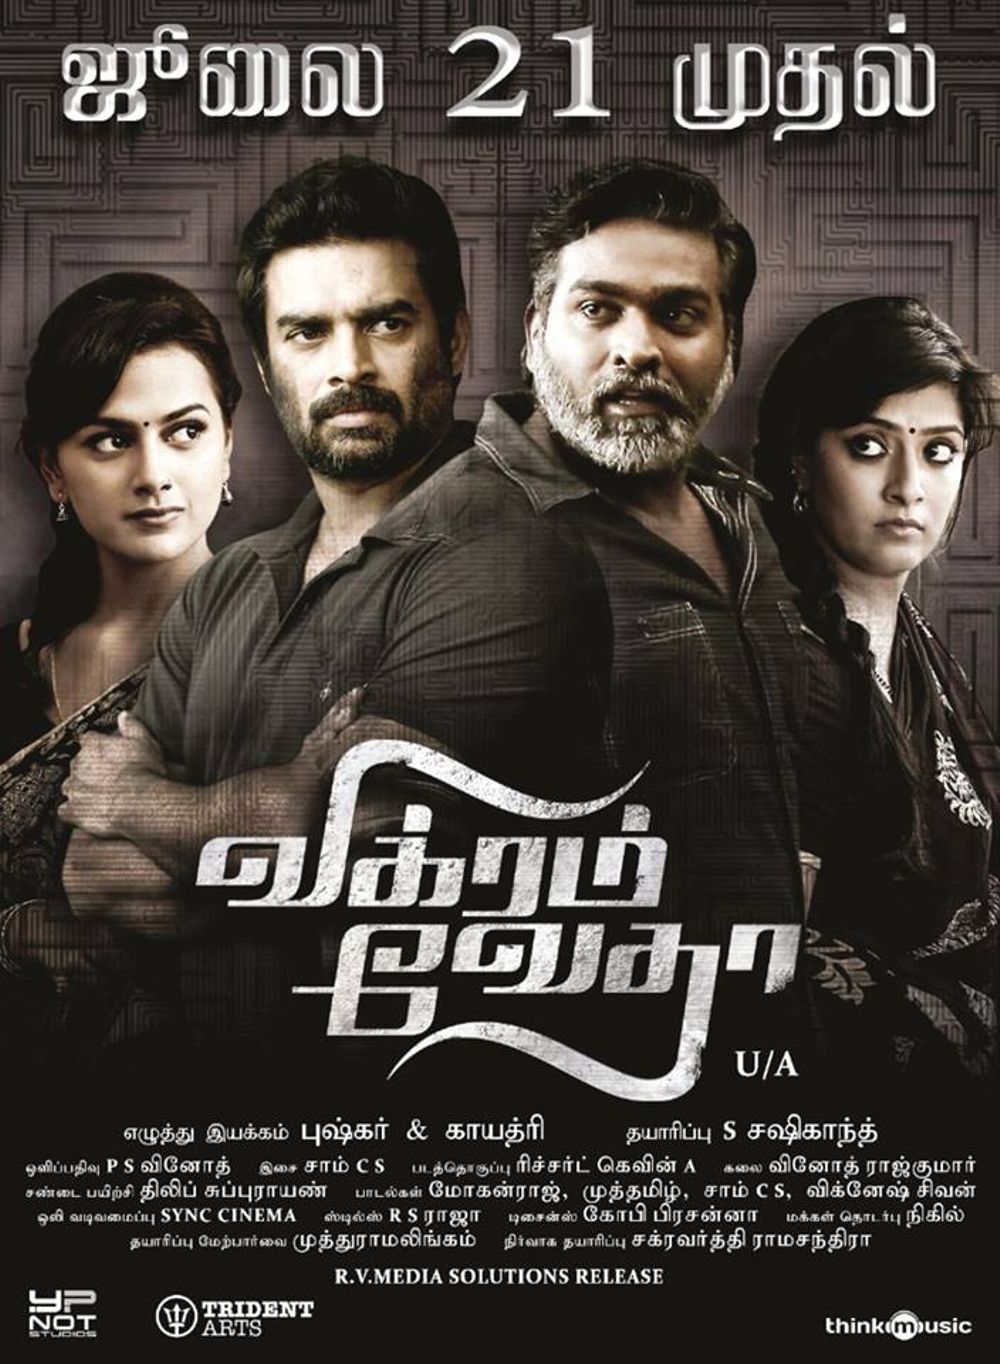 ஜூலை 21 முதல்
விக்ரம்
வேதா
U/A
எழுத்து இயக்கம் புஷ்கர் & காயத்ரி தயாரிப்பு S சஷிகாந்த்
ஒளிப்பதிவு P S வினோத் இசை சாம் C S படத்தொகுப்பு ரிச்சர்ட் கெவின் A கலை வினோத் ராஜ்குமார்
சண்டை பயிற்சி திலிப் சுப்புராயண் பாடல்கள் மோகன்ராஜ், முத்தமிழ், சாம் C S, விக்னேஷ் சிவன்
ஒலி வடிவமைப்பு SYNC CINEMA ஸ்டில்ஸ் R S ராஜா டிசைன்ஸ் கோபி பிரசன்னா மக்கள் தொடர்பு நிகில்
தயாரிப்பு மேற்பார்வை முத்துராமலிங்கம் நிர்வாக தயாரிப்பு சக்ரவர்த்தி ராமசந்திரா
R.V.MEDIA SOLUTIONS RELEASE
YNOT STUDIOS
TRIDENT ARTS
think music